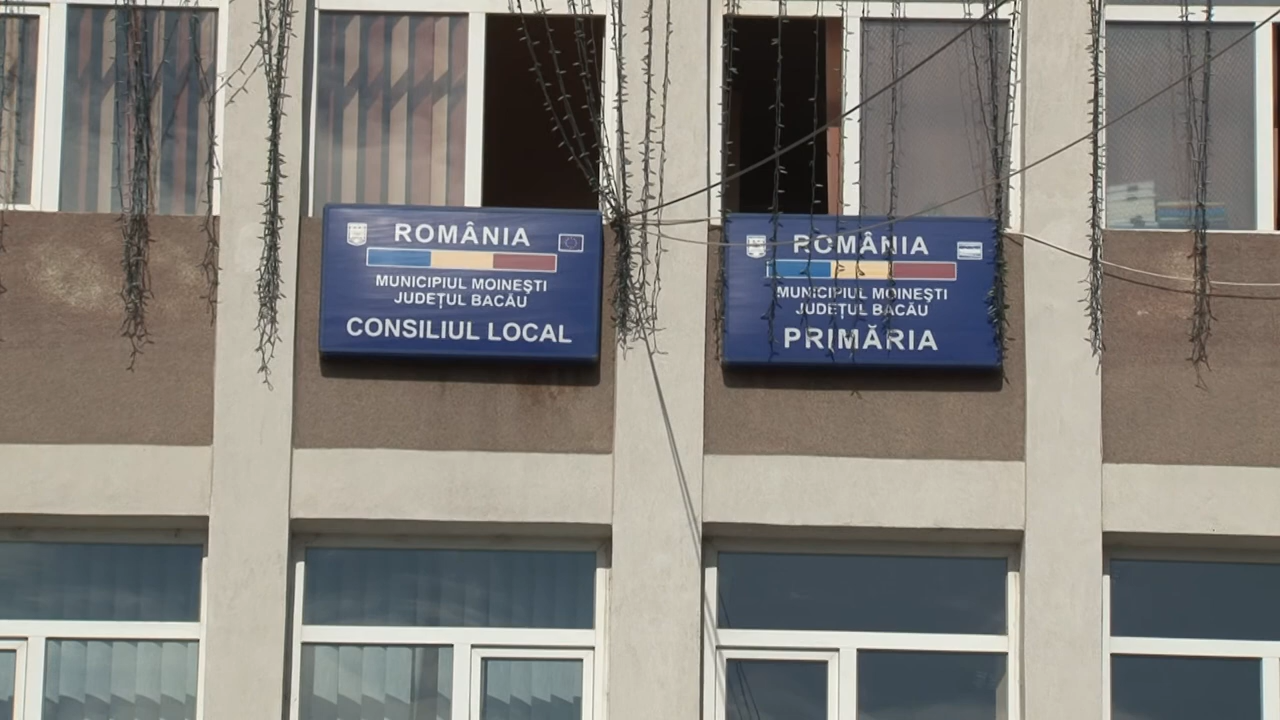 ROMÂNIA
MUNICIPIUL MOINEȘTI
JUDEȚUL BACĂU
CONSILIUL LOCAL
ROMÂNIA
MUNICIPIUL MOINEȘTI
JUDEȚUL BACĂU
PRIMĂRIA